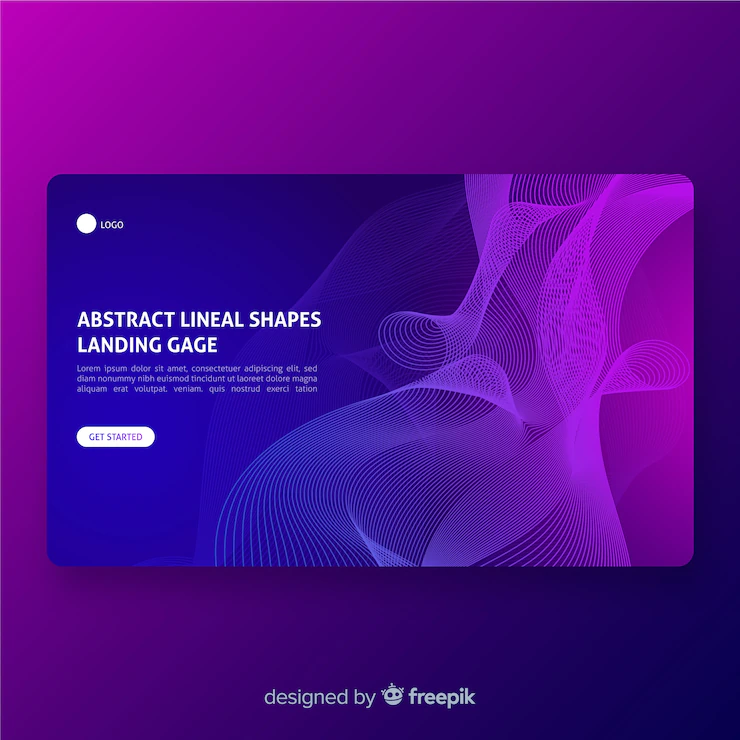 LOGO
ABSTRACT LINEAL SHAPES
LANDING GAGE
Lorem ipsum dolor sit amet, consectetuer adipiscing elit, sed
diam nonummy nibh euismod tincidunt ut laoreet dolore magna
aliquam erat volutpat. veniam. quis nostrud exerci tation
GET STARTED
designed by freepik